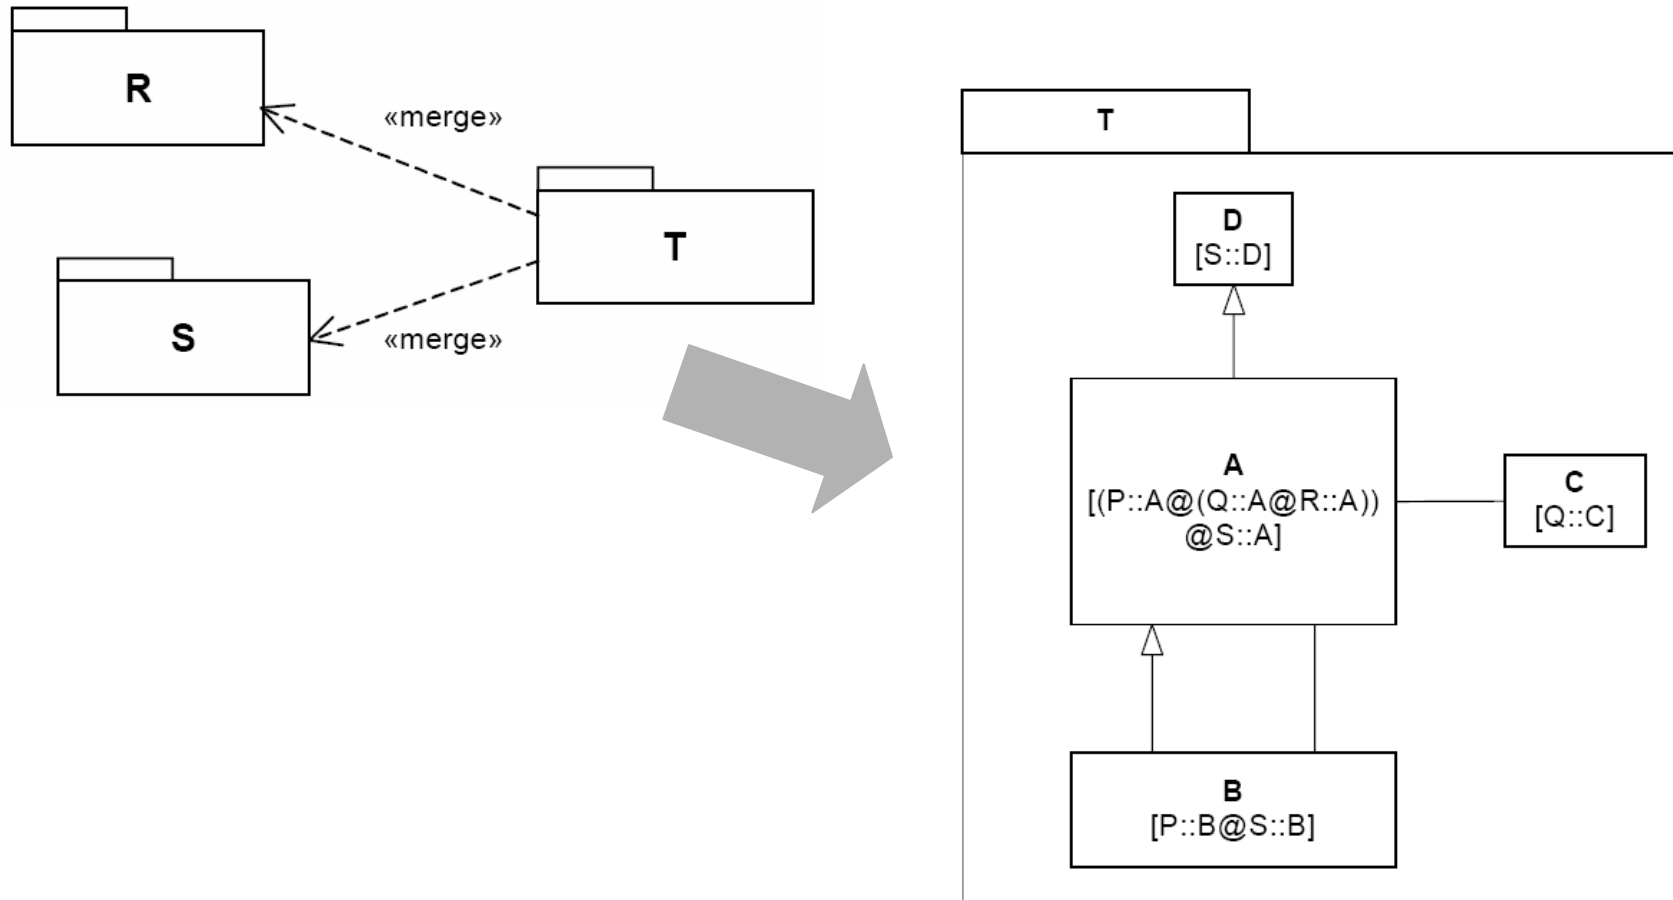 R
«merge»
T
S
«merge»
T
D
[S::D]
A
[(P::A@(Q::A@R::A))
@S::A]
C
[Q::C]
B
[P::B@S::B]